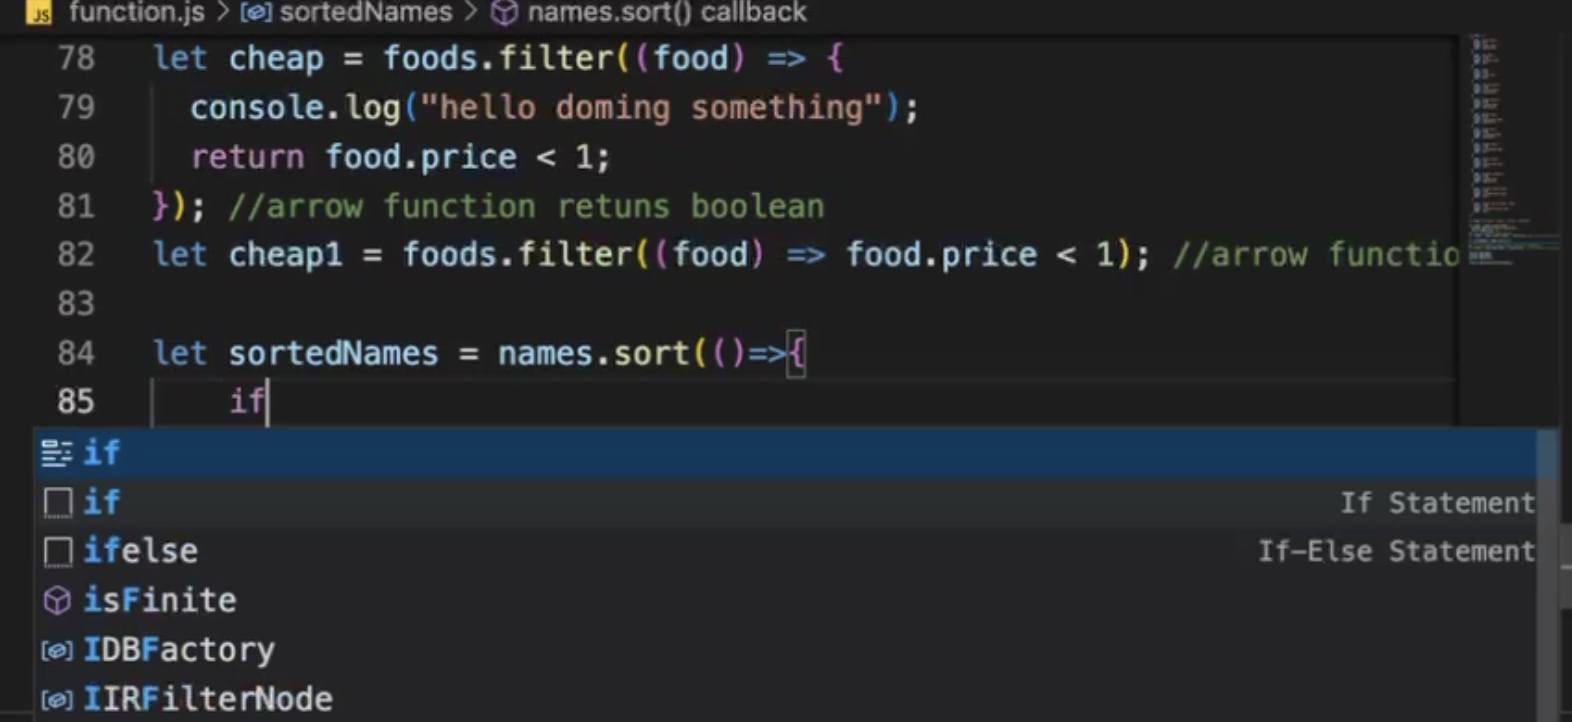 JS function.js > sortedNames > names.sort() callback
78 let cheap = foods.filter((food) => {
79 console.log("hello doming something");
80 return food.price < 1;
81 }); //arrow function retuns boolean
82 let cheap1 = foods.filter((food) => food.price < 1); //arrow functio
83
84 let sortedNames = names.sort(()=>{
85 if
if
if If Statement
ifelse If-Else Statement
isFinite
IDBFactory
IIRFilterNode